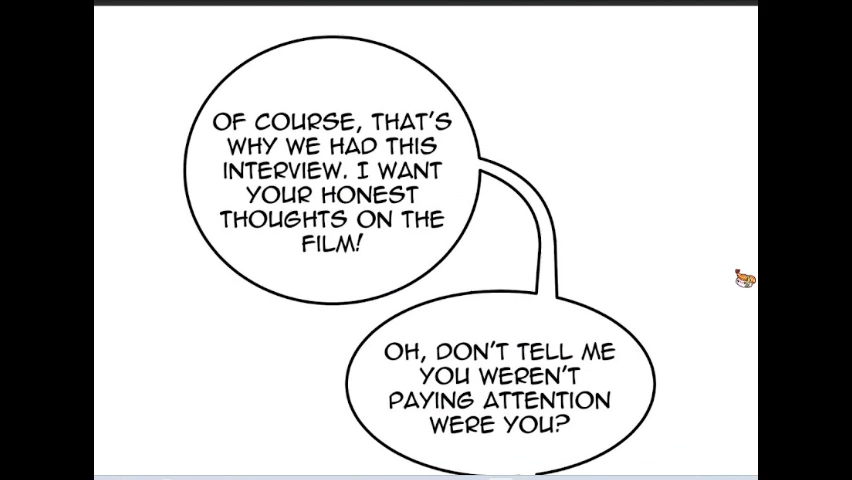 OF COURSE, THAT'S
WHY WE HAD THIS
INTERVIEW. I WANT
YOUR HONEST
THOUGHTS ON THE
FILM!
OH, DON'T TELL ME
YOU WEREN'T
PAYING ATTENTION
WERE YOU?